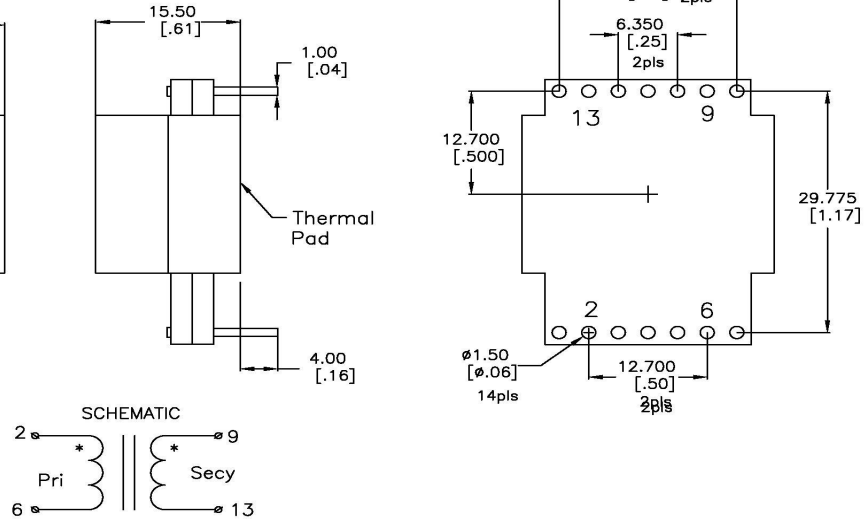 15.50
[.61]
1.00
[.04]
Thermal
Pad
4.00
[.16]
2pls
6.350
[.25]
2pls
13
9
12.700
[.500]
29.775
[1.17]
2
6
ø1.50
[ø.06]
14pls
12.700
[.50]
2pls
SCHEMATIC
2
*
*
9
Pri
Secy
6
13